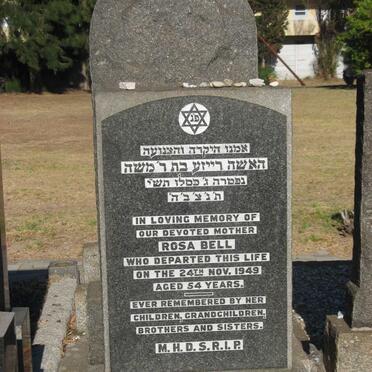 פנ
אמנו היקרה והצנועה
האשה רייזע בת ר' משה
נפטרה ג' כסלו תש"י
ת נ צ ב ה
IN LOVING MEMORY OF
OUR DEVOTED MOTHER
ROSA BELL
WHO DEPARTED THIS LIFE
ON THE 24TH NOV. 1949
AGED 54 YEARS.
EVER REMEMBERED BY HER
CHILDREN, GRANDCHILDREN,
BROTHERS AND SISTERS.
M.H.D.S.R.I.P.